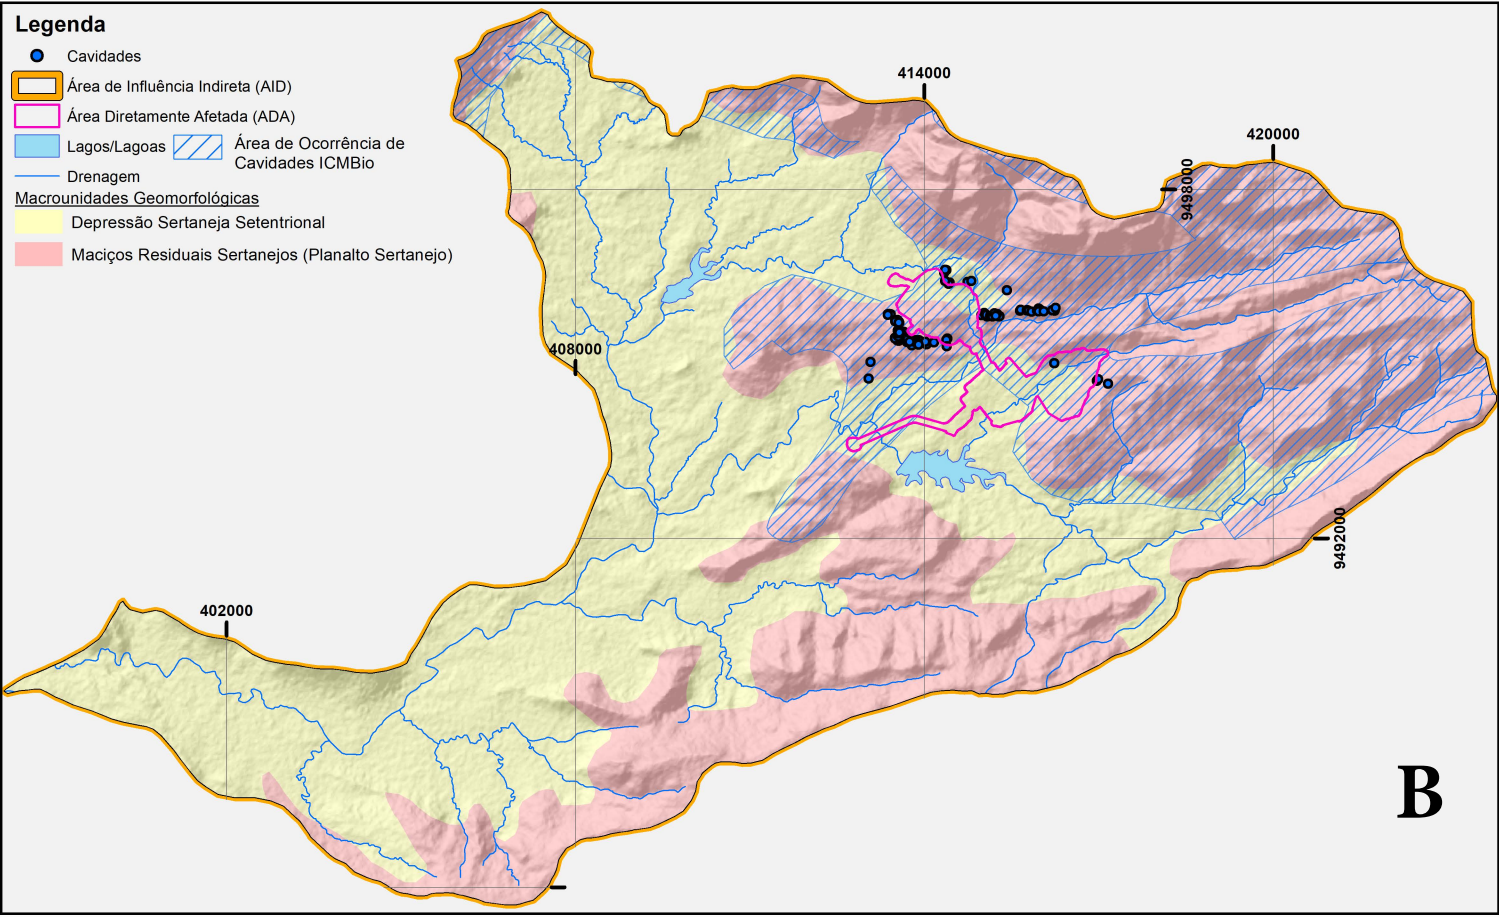 Legenda
Cavidades
Área de Influência Indireta (AID)
Área Diretamente Afetada (ADA)
Lagos/Lagoas
Área de Ocorrência de
Cavidades ICMBio
Drenagem
Macrounidades Geomorfológicas
Depressão Sertaneja Setentrional
Maciços Residuais Sertanejos (Planalto Sertanejo)
414000
420000
9498000
408000
9492000
402000
B